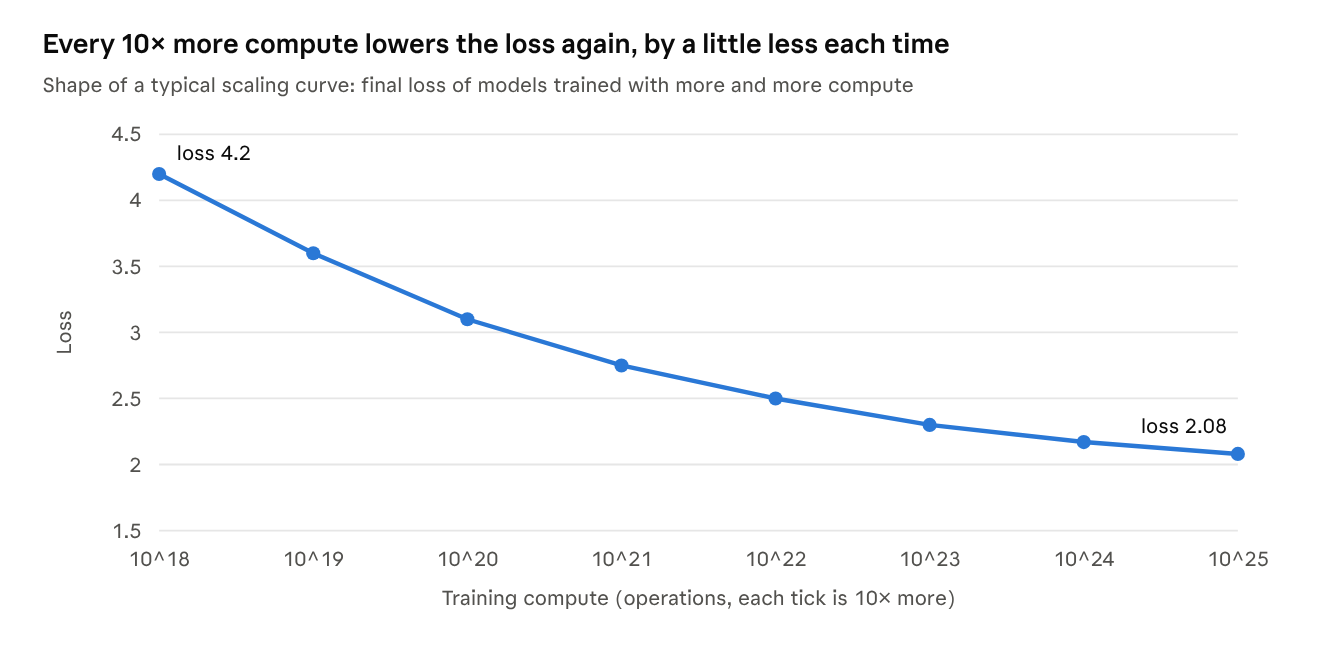 Every 10× more compute lowers the loss again, by a little less each time
Shape of a typical scaling curve: final loss of models trained with more and more compute
4.5
loss 4.2
4
3.5
3
Loss
2.5
loss 2.08
2
1.5
10^18 10^19 10^20 10^21 10^22 10^23 10^24 10^25
Training compute (operations, each tick is 10× more)